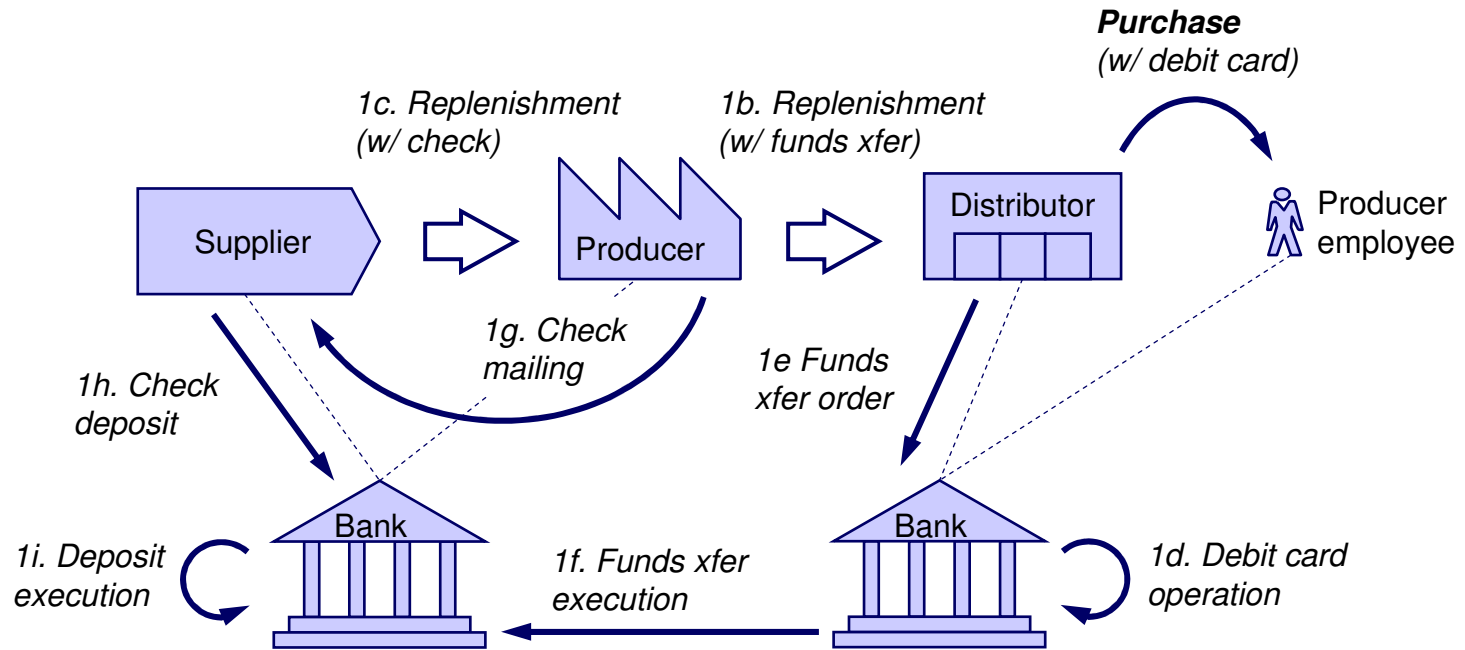 Purchase
(w/ debit card)
1c. Replenishment
(w/ check)
1b. Replenishment
(w/ funds xfer)
Supplier
Producer
Distributor
Producer
employee
1g. Check
mailing
1h. Check
deposit
1e Funds
xfer order
Bank
Bank
1i. Deposit
execution
1f. Funds xfer
execution
1d. Debit card
operation